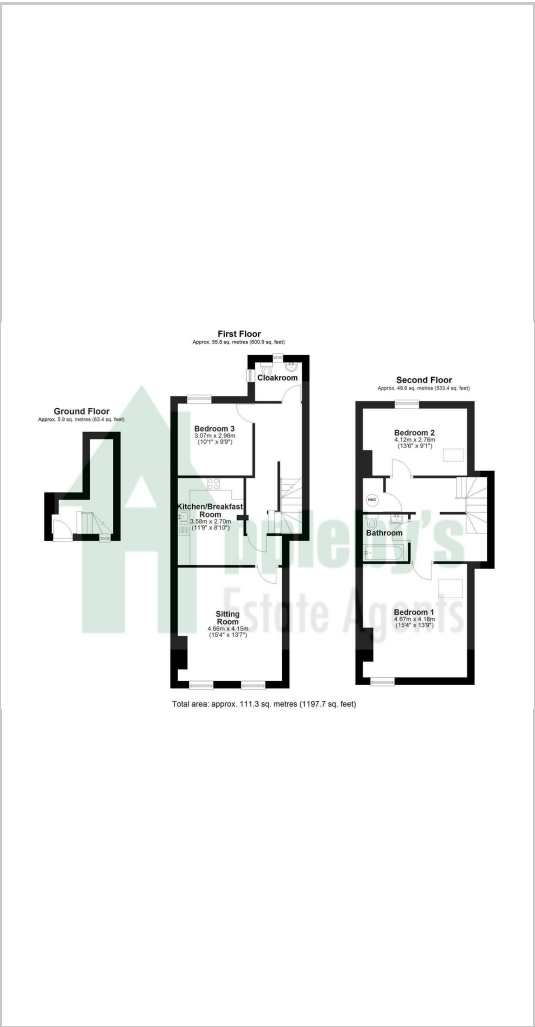 First Floor
Approx. 55.8 sq. metres (600.9 sq. feet)
Cloakroom
Second Floor
Approx. 49.6 sq. metres (533.4 sq. feet)
Ground Floor
Approx. 5.9 sq. metres (63.4 sq. feet)
Bedroom 3
3.07m x 2.96m
(10'1" x 9'9")
Bedroom 2
4.12m x 2.76m
(13'6" x 9'1")
Kitchen/Breakfast
Room
3.58m x 2.70m
(11'9" x 8'10")
HWC
Bathroom
Appleby's
Estate Agents
Sitting
Room
4.66m x 4.15m
(15'4" x 13'7")
Bedroom 1
4.67m x 4.18m
(15'4" x 13'9")
Total area: approx. 111.3 sq. metres (1197.7 sq. feet)